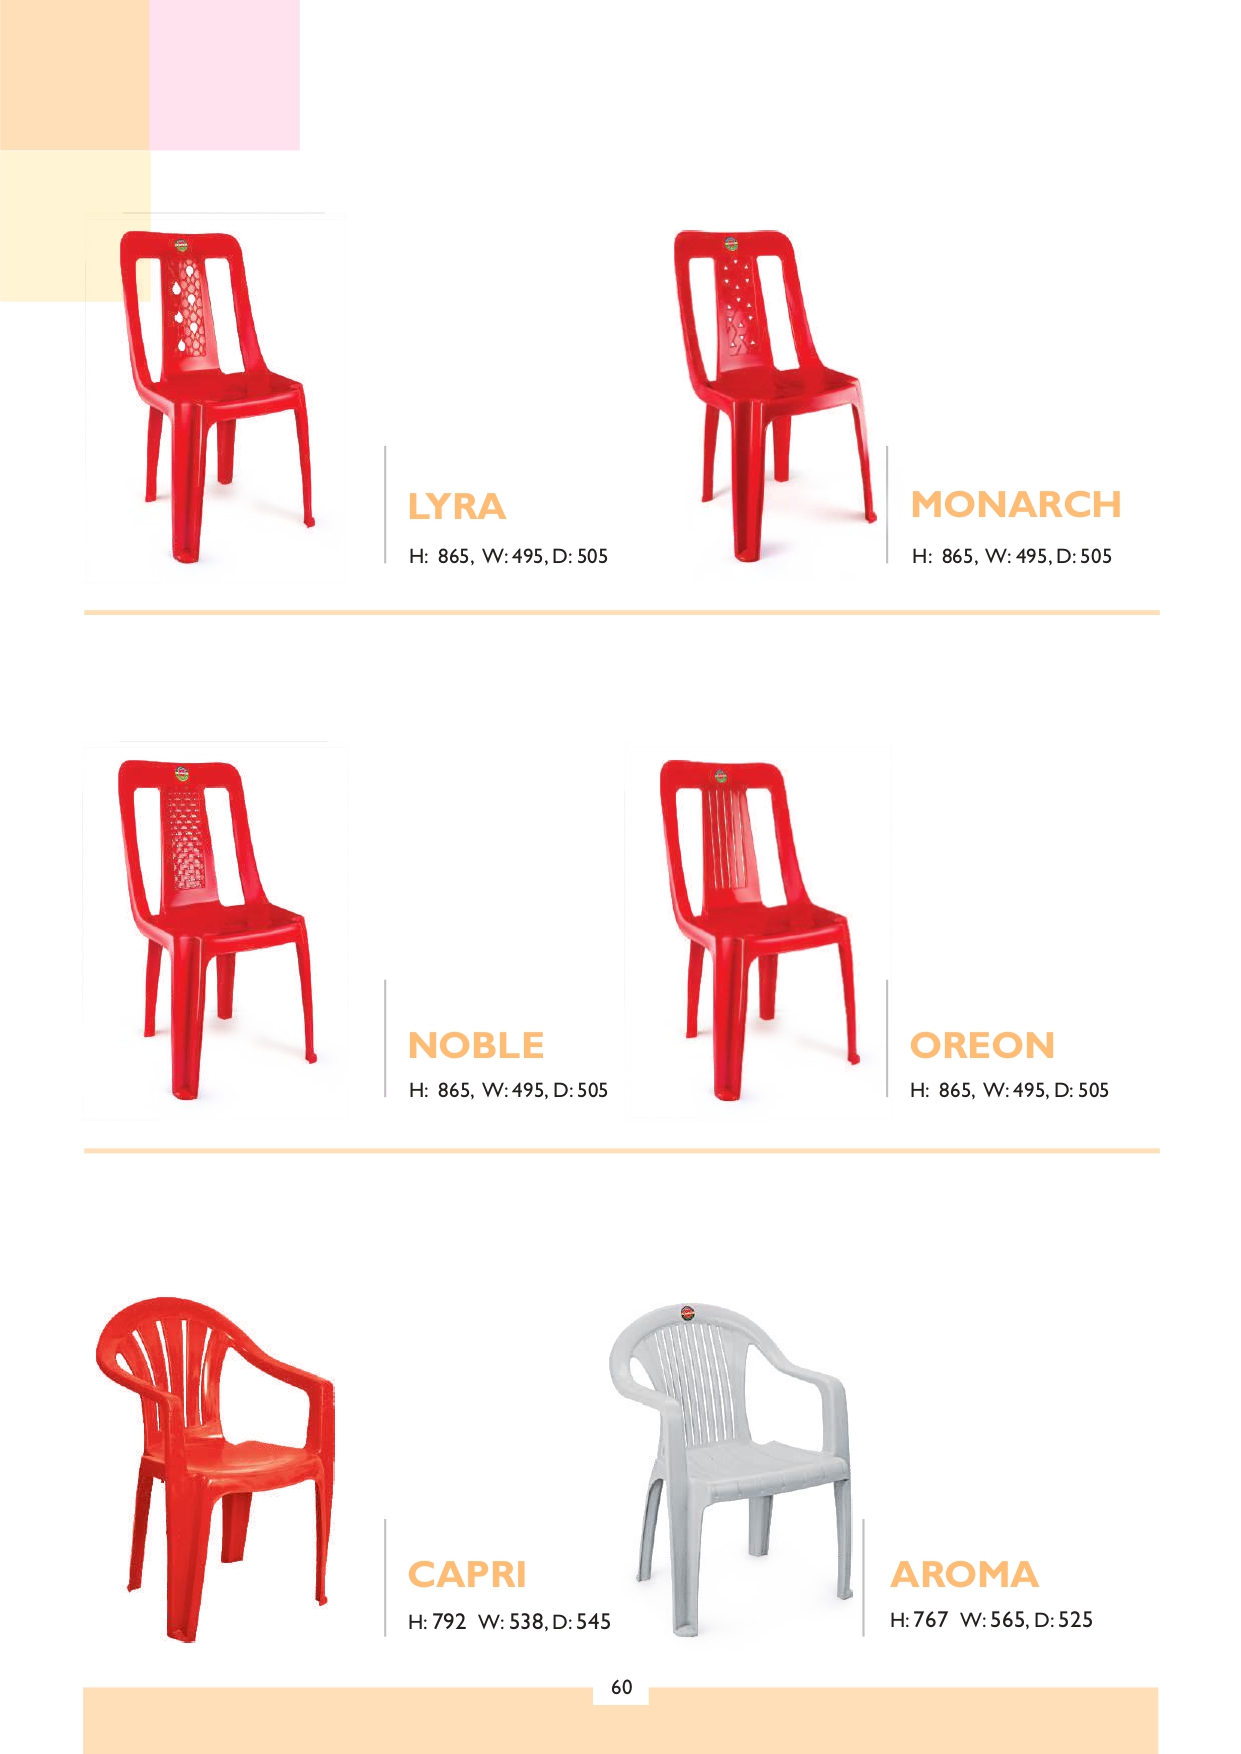 LYRA
H: 865, W: 495, D: 505
MONARCH
H: 865, W: 495, D: 505
NOBLE
H: 865, W: 495, D: 505
OREON
H: 865, W: 495, D: 505
CAPRI
H: 792 W: 538, D: 545
AROMA
H: 767 W: 565, D: 525
60